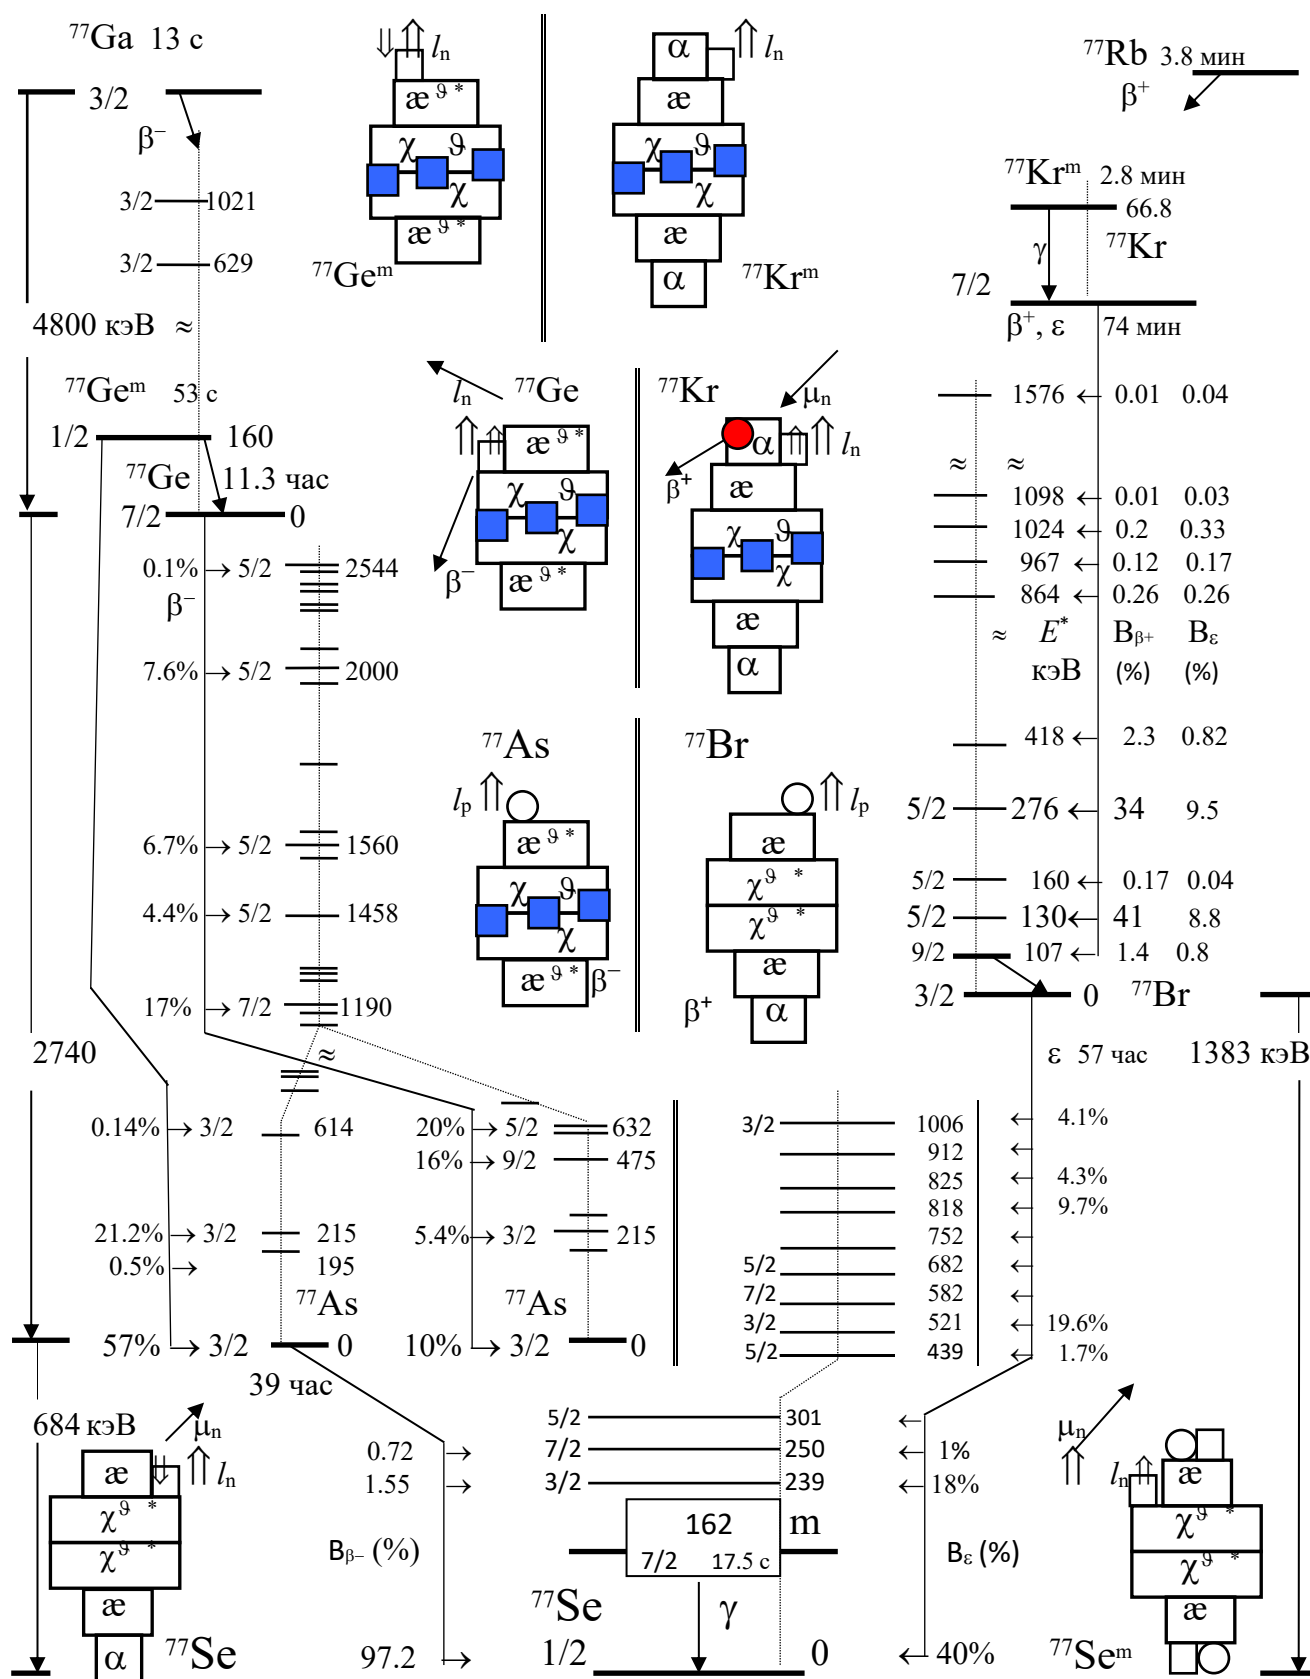 ⁷⁷Ga 13 с
3/2
β⁻
3/2 1021
3/2 629
4800 кэВ ≈
⇓ ⇑ lₙ
æ ϑ *
χ ϑ
χ
æ ϑ *
⁷⁷Geᵐ
α
⇑ lₙ
æ
χ ϑ
χ
æ
α
⁷⁷Krᵐ
⁷⁷Rb 3.8 мин
β⁺
⁷⁷Krᵐ 2.8 мин
66.8
γ
⁷⁷Kr
7/2
β⁺, ε 74 мин
⁷⁷Geᵐ 53 с
1/2 160
⁷⁷Ge 11.3 час
7/2 0
⁷⁷Ge
lₙ
⇑ ⇑
æ ϑ *
χ ϑ
χ
β⁻
æ ϑ *
⁷⁷Kr
μₙ
α ⇑ ⇑ lₙ
β⁺
æ
χ ϑ
χ
æ
α
1576 ← 0.01 0.04
≈ ≈
1098 ← 0.01 0.03
1024 ← 0.2 0.33
967 ← 0.12 0.17
864 ← 0.26 0.26
≈ E* Bβ+ Bε
кэВ (%) (%)
418 ← 2.3 0.82
5/2 276 ← 34 9.5
5/2 160 ← 0.17 0.04
5/2 130 ← 41 8.8
9/2 107 ← 1.4 0.8
3/2 0 ⁷⁷Br
0.1% → 5/2 2544
β⁻
7.6% → 5/2 2000
6.7% → 5/2 1560
4.4% → 5/2 1458
17% → 7/2 1190
≈
2740
⁷⁷As
lₚ ⇑
æ ϑ *
χ ϑ
χ
æ ϑ * β⁻
⁷⁷Br
⇑ lₚ
æ
χ ϑ *
χ ϑ *
æ
β⁺ α
ε 57 час 1383 кэВ
0.14% → 3/2 614
21.2% → 3/2 215
0.5% → 195
⁷⁷As
57% → 3/2 0
39 час
20% → 5/2 632
16% → 9/2 475
5.4% → 3/2 215
⁷⁷As
10% → 3/2 0
3/2 1006 ← 4.1%
912 ←
825 ← 4.3%
818 ← 9.7%
752 ←
5/2 682 ←
7/2 582 ←
3/2 521 ← 19.6%
5/2 439 ← 1.7%
684 кэВ
μₙ
æ ⇓ ⇑ lₙ
χ ϑ *
χ ϑ *
æ
α ⁷⁷Se
5/2 301 ←
0.72 → 7/2 250 ← 1%
1.55 → 3/2 239 ← 18%
162 m
7/2 17.5 с
Bβ− (%)
Bε (%)
⁷⁷Se γ
97.2 → 1/2 0 ← 40%
μₙ
⇑ lₙ ⇑ æ
χ ϑ *
χ ϑ *
æ
⁷⁷Seᵐ